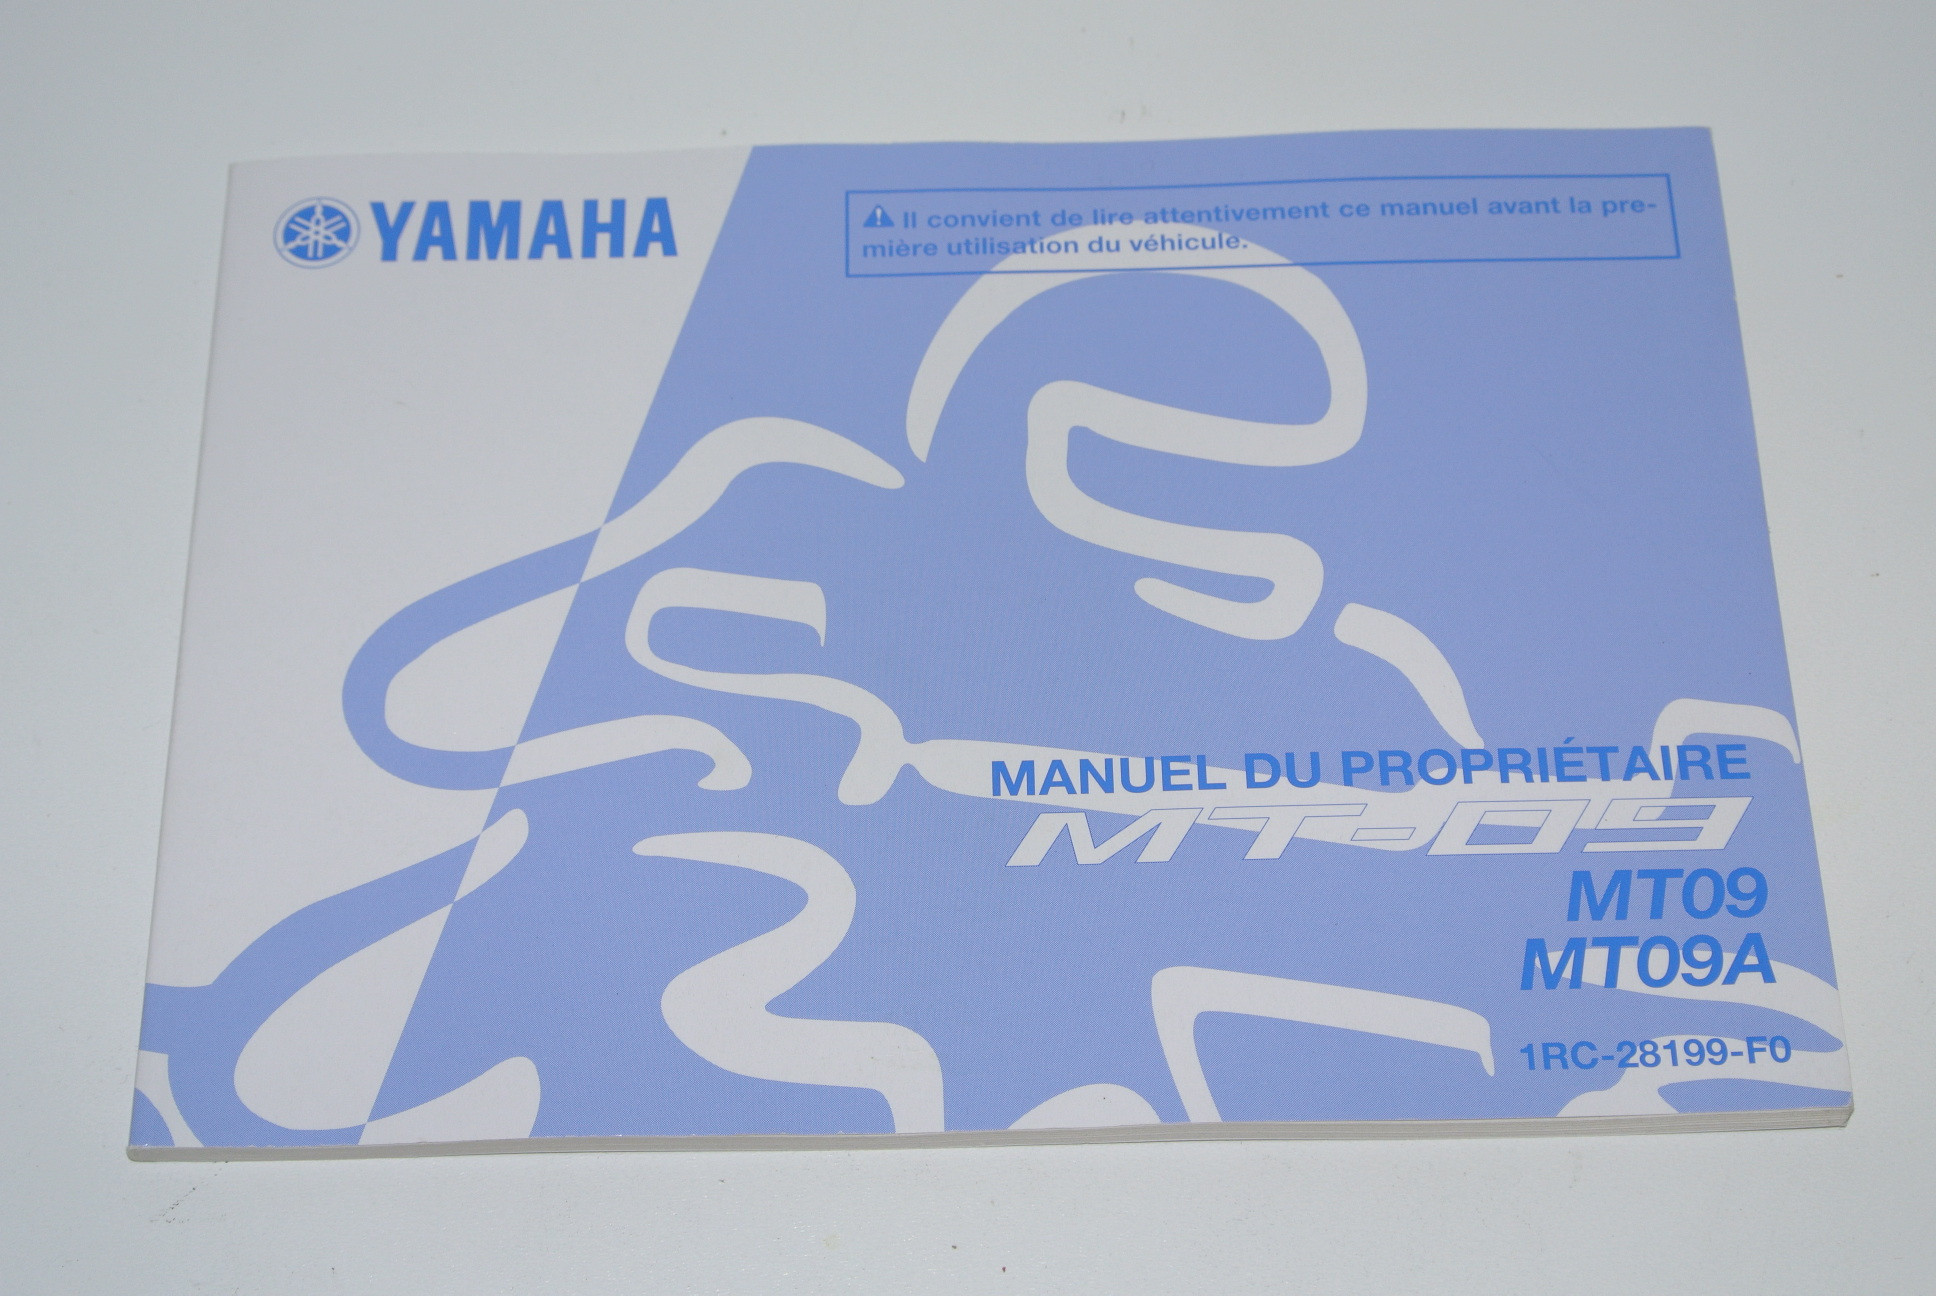 YAMAHA
⚠ Il convient de lire attentivement ce manuel avant la pre-
mière utilisation du véhicule.
MANUEL DU PROPRIÉTAIRE
MT-09
MT09
MT09A
1RC-28199-F0